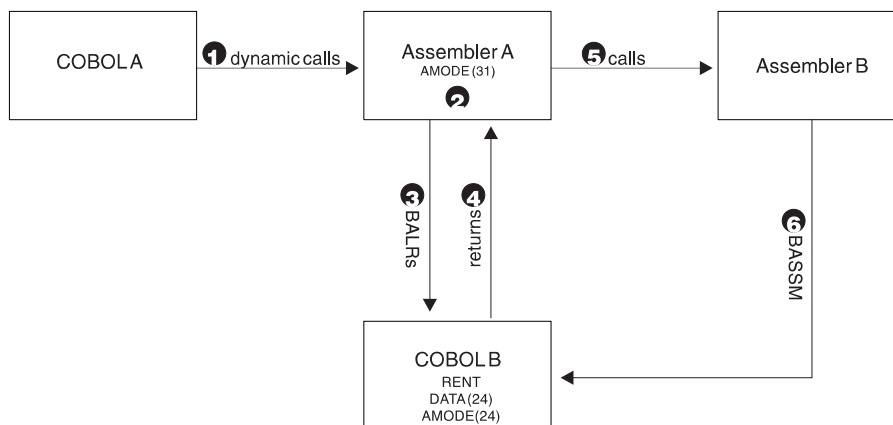 COBOL A
1 dynamic calls
Assembler A
AMODE (31)
2
5 calls
Assembler B
3 BALRs
4 returns
6 BASSM
COBOL B
RENT
DATA (24)
AMODE(24)